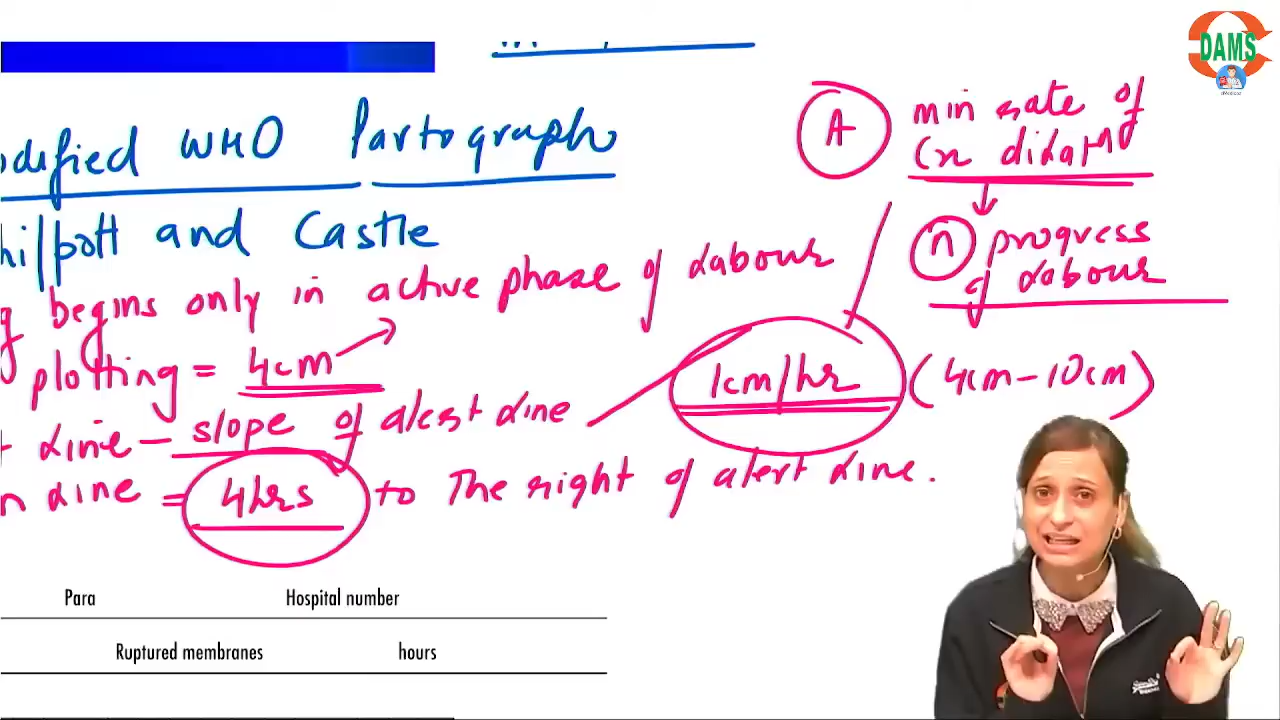 DAMS
odified WHO Partograph
hilpott and Castle
g begins only in active phase of Labour
plotting = 4cm
t Line – slope of alert Line
1cm/hr (4cm – 10cm)
n Line = 4hrs to The right of alert Line.
A min rate of
Cx dilatn
n progress
of Labour
Para Hospital number
Ruptured membranes hours